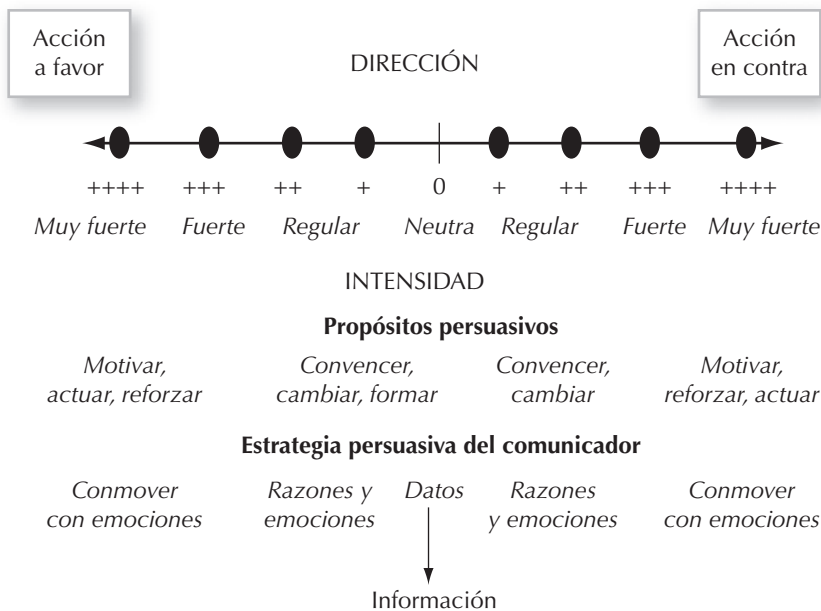 Acción
a favor
DIRECCIÓN
Acción
en contra
++++ +++ ++ + 0 + ++ +++ ++++
Muy fuerte Fuerte Regular Neutra Regular Fuerte Muy fuerte
INTENSIDAD
Propósitos persuasivos
Motivar,
actuar, reforzar
Convencer,
cambiar, formar
Convencer,
cambiar
Motivar,
reforzar, actuar
Estrategia persuasiva del comunicador
Conmover
con emociones
Razones y
emociones
Datos
Razones
y emociones
Conmover
con emociones
Información